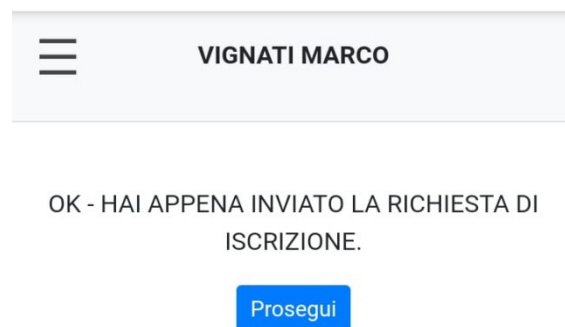 VIGNATI MARCO
OK - HAI APPENA INVIATO LA RICHIESTA DI
ISCRIZIONE.
Prosegui